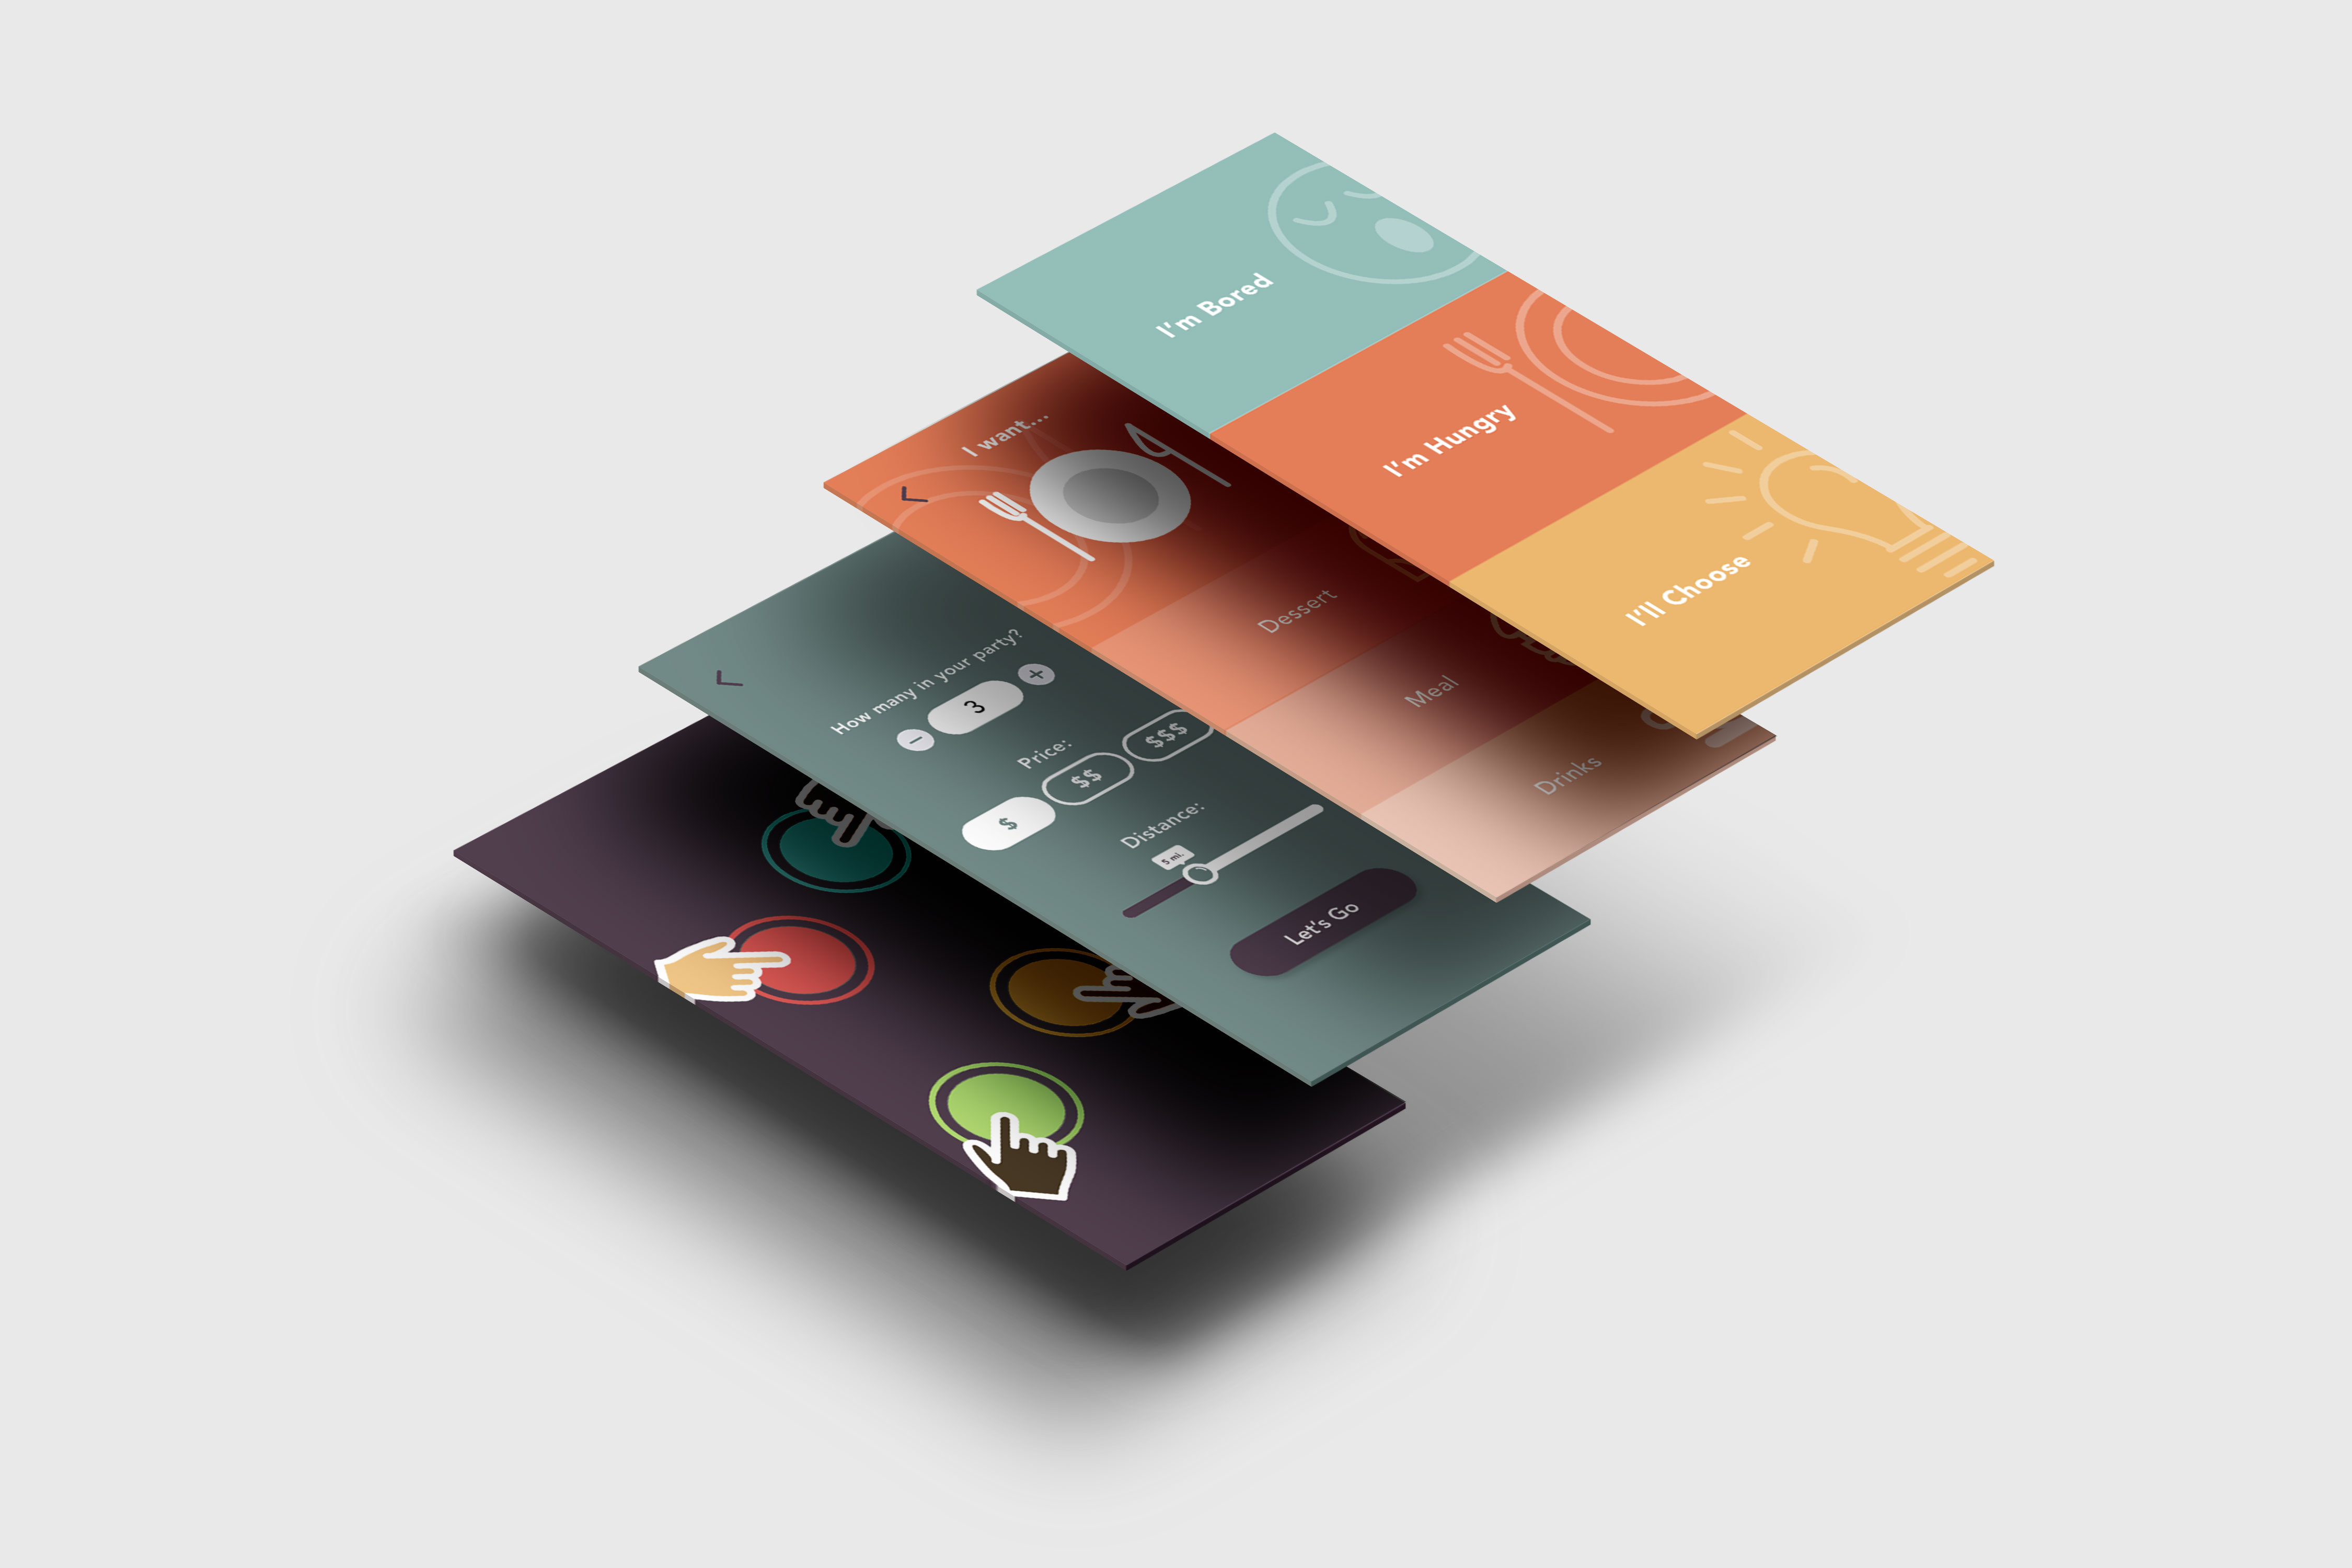 I'm Bored
I'm Hungry
I'll Choose
I want...
Dessert
Meal
Drinks
How many in your party?
− 3 +
Price:
$ $$ $$$
Distance:
5 mi.
Let's Go